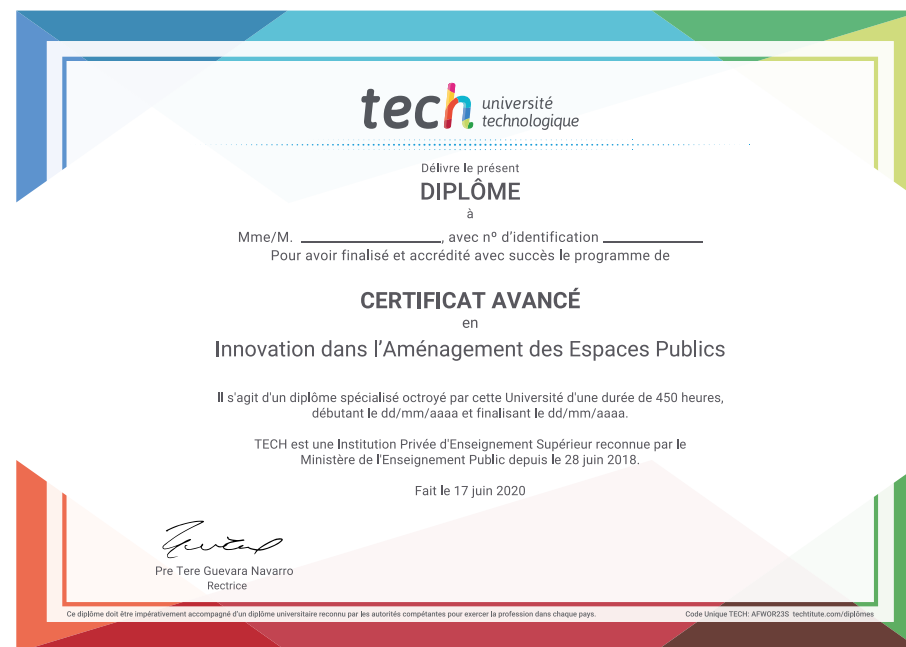 tech université
technologique
Délivre le présent
DIPLÔME
à
Mme/M. ____________________, avec nº d'identification ______________
Pour avoir finalisé et accrédité avec succès le programme de
CERTIFICAT AVANCÉ
en
Innovation dans l'Aménagement des Espaces Publics
Il s'agit d'un diplôme spécialisé octroyé par cette Université d'une durée de 450 heures,
débutant le dd/mm/aaaa et finalisant le dd/mm/aaaa.
TECH est une Institution Privée d'Enseignement Supérieur reconnue par le
Ministère de l'Enseignement Public depuis le 28 juin 2018.
Fait le 17 juin 2020
Pre Tere Guevara Navarro
Rectrice
Ce diplôme doit être impérativement accompagné d'un diplôme universitaire reconnu par les autorités compétantes pour exercer la profession dans chaque pays.
Code Unique TECH: AFWOR23S techtitute.com/diplômes